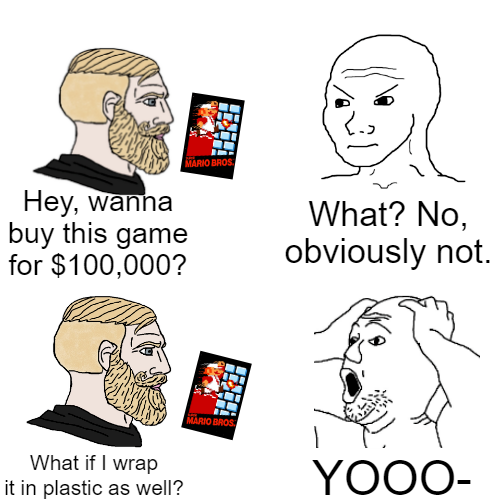 MARIO BROS.
Hey, wanna
buy this game
for $100,000?
What? No,
obviously not.
MARIO BROS.
What if I wrap
it in plastic as well?
YOOO-